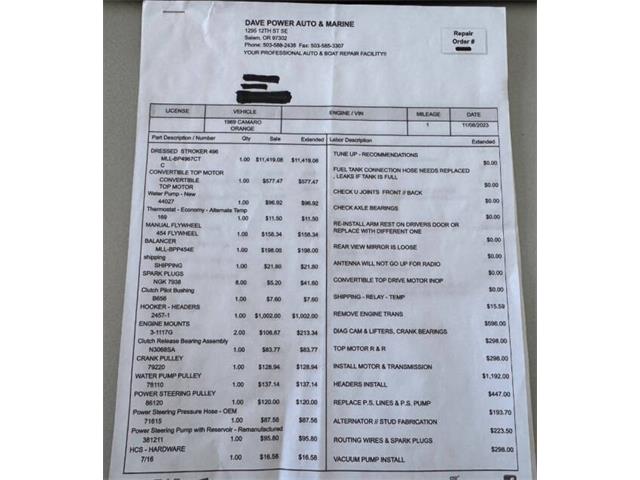 DAVE POWER AUTO & MARINE
1295 12TH ST SE
Salem, OR 97302
Phone: 503-588-2438 Fax: 503-585-3307
YOUR PROFESSIONAL AUTO & BOAT REPAIR FACILITY!!
Repair
Order #
LICENSE VEHICLE ENGINE / VIN MILEAGE DATE
1969 CAMARO
ORANGE
1 11/08/2023
Part Description / Number Qty Sale Extended Labor Description Extended
DRESSED STROKER 496
MLL-BP4967CT 1.00 $11,419.08 $11,419.08
C
CONVERTIBLE TOP MOTOR
CONVERTIBLE 1.00 $577.47 $577.47
TOP MOTOR
Water Pump - New
44027 1.00 $96.92 $96.92
Thermostat - Economy - Alternate Temp
169 1.00 $11.50 $11.50
MANUAL FLYWHEEL
454 FLYWHEEL 1.00 $158.34 $158.34
BALANCER
MLL-BPP454E 1.00 $198.00 $198.00
shipping
SHIPPING 1.00 $21.80 $21.80
SPARK PLUGS
NGK 7938 8.00 $5.20 $41.60
Clutch Pilot Bushing
B656 1.00 $7.60 $7.60
HOOKER - HEADERS
2457-1 1.00 $1,002.00 $1,002.00
ENGINE MOUNTS
3-1117G 2.00 $106.67 $213.34
Clutch Release Bearing Assembly
N3068SA 1.00 $83.77 $83.77
CRANK PULLEY
79220 1.00 $128.94 $128.94
WATER PUMP PULLEY
78110 1.00 $137.14 $137.14
POWER STEERING PULLEY
86120 1.00 $120.00 $120.00
Power Steering Pressure Hose - OEM
71615 1.00 $87.56 $87.56
Power Steering Pump with Reservoir - Remanufactured
381211 1.00 $95.80 $95.80
HCS - HARDWARE
7/16 1.00 $16.58 $16.58
TUNE UP - RECOMMENDATIONS
$0.00
FUEL TANK CONNECTION HOSE NEEDS REPLACED
, LEAKS IF TANK IS FULL
$0.00
CHECK U JOINTS FRONT // BACK
$0.00
CHECK AXLE BEARINGS
$0.00
RE-INSTALL ARM REST ON DRIVERS DOOR OR
REPLACE WITH DIFFERENT ONE
$0.00
REAR VIEW MIRROR IS LOOSE
$0.00
ANTENNA WILL NOT GO UP FOR RADIO
$0.00
CONVERTIBLE TOP DRIVE MOTOR INOP
$0.00
SHIPPING - RELAY - TEMP
$15.59
REMOVE ENGINE TRANS
$596.00
DIAG CAM & LIFTERS, CRANK BEARINGS
$298.00
TOP MOTOR R & R
$298.00
INSTALL MOTOR & TRANSMISSION
$1,192.00
HEADERS INSTALL
$447.00
REPLACE P.S. LINES & P.S. PUMP
$193.70
ALTERNATOR // STUD FABRICATION
$223.50
ROUTING WIRES & SPARK PLUGS
$298.00
VACUUM PUMP INSTALL